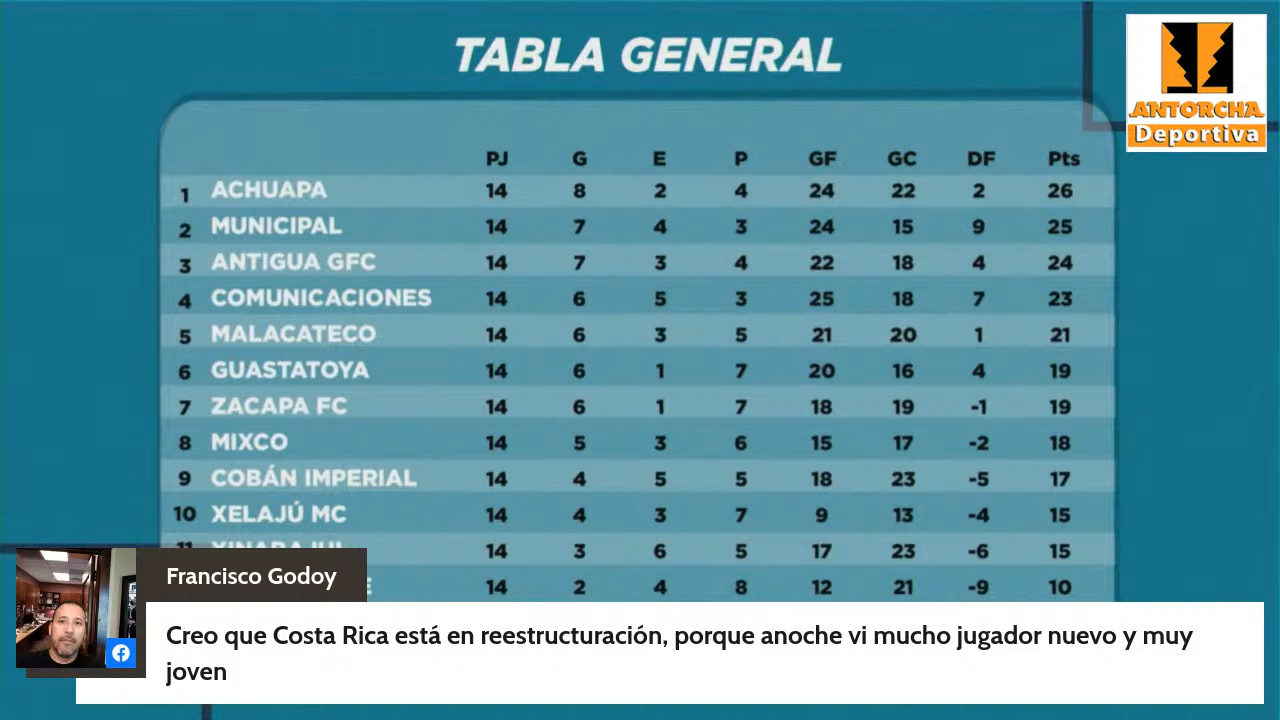 TABLA GENERAL
ANTORCHA
Deportiva
PJ G E P GF GC DF Pts
1 ACHUAPA 14 8 2 4 24 22 2 26
2 MUNICIPAL 14 7 4 3 24 15 9 25
3 ANTIGUA GFC 14 7 3 4 22 18 4 24
4 COMUNICACIONES 14 6 5 3 25 18 7 23
5 MALACATECO 14 6 3 5 21 20 1 21
6 GUASTATOYA 14 6 1 7 20 16 4 19
7 ZACAPA FC 14 6 1 7 18 19 -1 19
8 MIXCO 14 5 3 6 15 17 -2 18
9 COBÁN IMPERIAL 14 4 5 5 18 23 -5 17
10 XELAJÚ MC 14 4 3 7 9 13 -4 15
14 3 6 5 17 23 -6 15
14 2 4 8 12 21 -9 10
Francisco Godoy
Creo que Costa Rica está en reestructuración, porque anoche vi mucho jugador nuevo y muy
joven